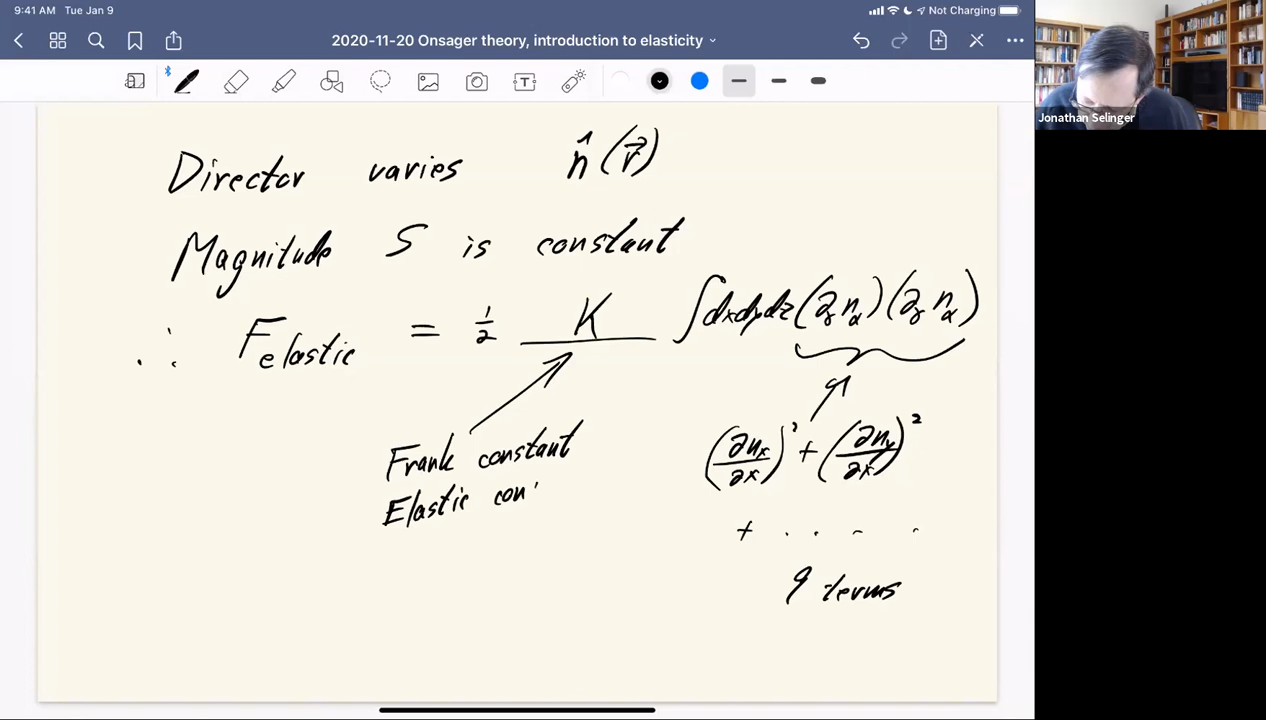 9:41 AM Tue Jan 9
Not Charging
2020-11-20 Onsager theory, introduction to elasticity
Jonathan Selinger
Director varies n̂(r⃗)
Magnitude S is constant
∴ F_elastic = ½ K ∫dxdydz (∂_γ n_α)(∂_γ n_α)
Frank constant
Elastic con
(∂n_x/∂x)² + (∂n_y/∂x)²
+ . . . .
9 terms